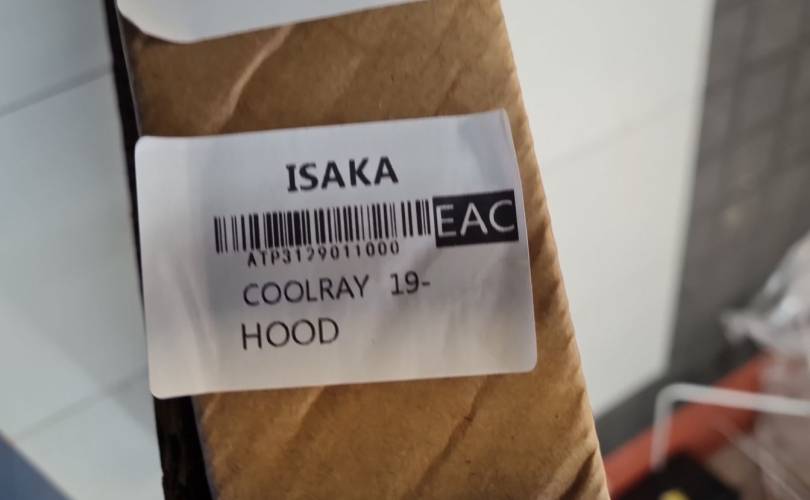 ISAKA
EAC
ATP3129011000
COOLRAY 19-
HOOD